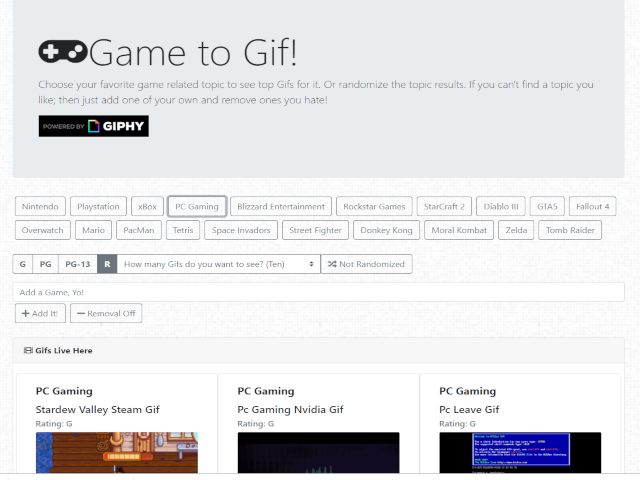 Game to Gif!
Choose your favorite game related topic to see top Gifs for it. Or randomize the topic results. If you can't find a topic you
like; then just add one of your own and remove ones you hate!
POWERED BY GIPHY
Nintendo Playstation xBox PC Gaming Blizzard Entertainment Rockstar Games StarCraft 2 Diablo III GTA5 Fallout 4
Overwatch Mario PacMan Tetris Space Invadors Street Fighter Donkey Kong Moral Kombat Zelda Tomb Raider
G PG PG-13 R How many Gifs do you want to see? (Ten) Not Randomized
Add a Game, Yo!
Add It! Removal Off
Gifs Live Here
PC Gaming PC Gaming PC Gaming
Stardew Valley Steam Gif Pc Gaming Nvidia Gif Pc Leave Gif
Rating: G Rating: G Rating: G